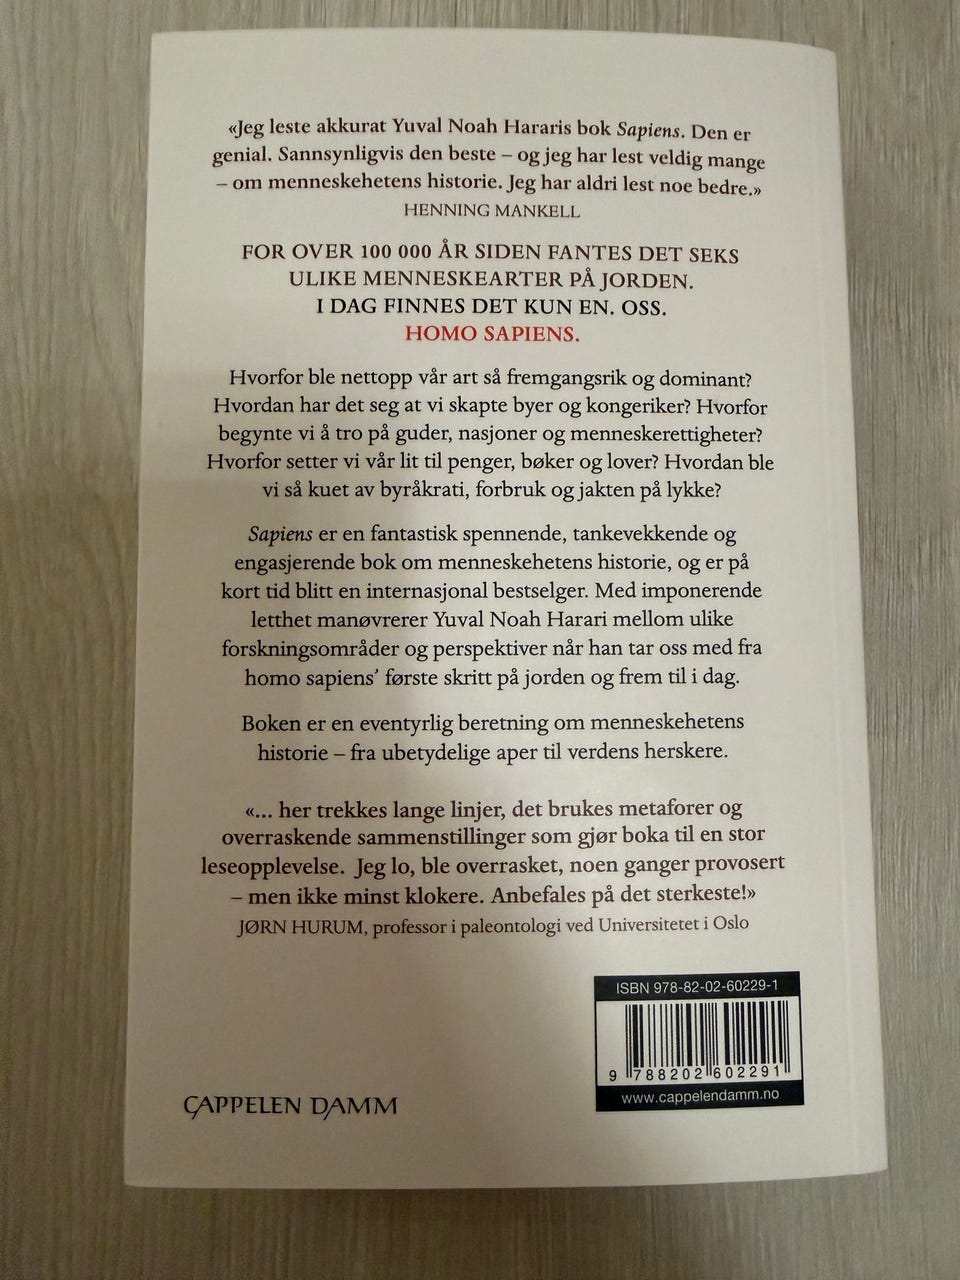 «Jeg leste akkurat Yuval Noah Hararis bok Sapiens. Den er
genial. Sannsynligvis den beste – og jeg har lest veldig mange
– om menneskehetens historie. Jeg har aldri lest noe bedre.»
HENNING MANKELL
FOR OVER 100 000 ÅR SIDEN FANTES DET SEKS
ULIKE MENNESKEARTER PÅ JORDEN.
I DAG FINNES DET KUN EN. OSS.
HOMO SAPIENS.
Hvorfor ble nettopp vår art så fremgangsrik og dominant?
Hvordan har det seg at vi skapte byer og kongeriker? Hvorfor
begynte vi å tro på guder, nasjoner og menneskerettigheter?
Hvorfor setter vi vår lit til penger, bøker og lover? Hvordan ble
vi så kuet av byråkrati, forbruk og jakten på lykke?
Sapiens er en fantastisk spennende, tankevekkende og
engasjerende bok om menneskehetens historie, og er på
kort tid blitt en internasjonal bestselger. Med imponerende
letthet manøvrerer Yuval Noah Harari mellom ulike
forskningsområder og perspektiver når han tar oss med fra
homo sapiens’ første skritt på jorden og frem til i dag.
Boken er en eventyrlig beretning om menneskehetens
historie – fra ubetydelige aper til verdens herskere.
«... her trekkes lange linjer, det brukes metaforer og
overraskende sammenstillinger som gjør boka til en stor
leseopplevelse. Jeg lo, ble overrasket, noen ganger provosert
– men ikke minst klokere. Anbefales på det sterkeste!»
JØRN HURUM, professor i paleontologi ved Universitetet i Oslo
ISBN 978-82-02-60229-1
9 788202 602291
www.cappelendamm.no
CAPPELEN DAMM